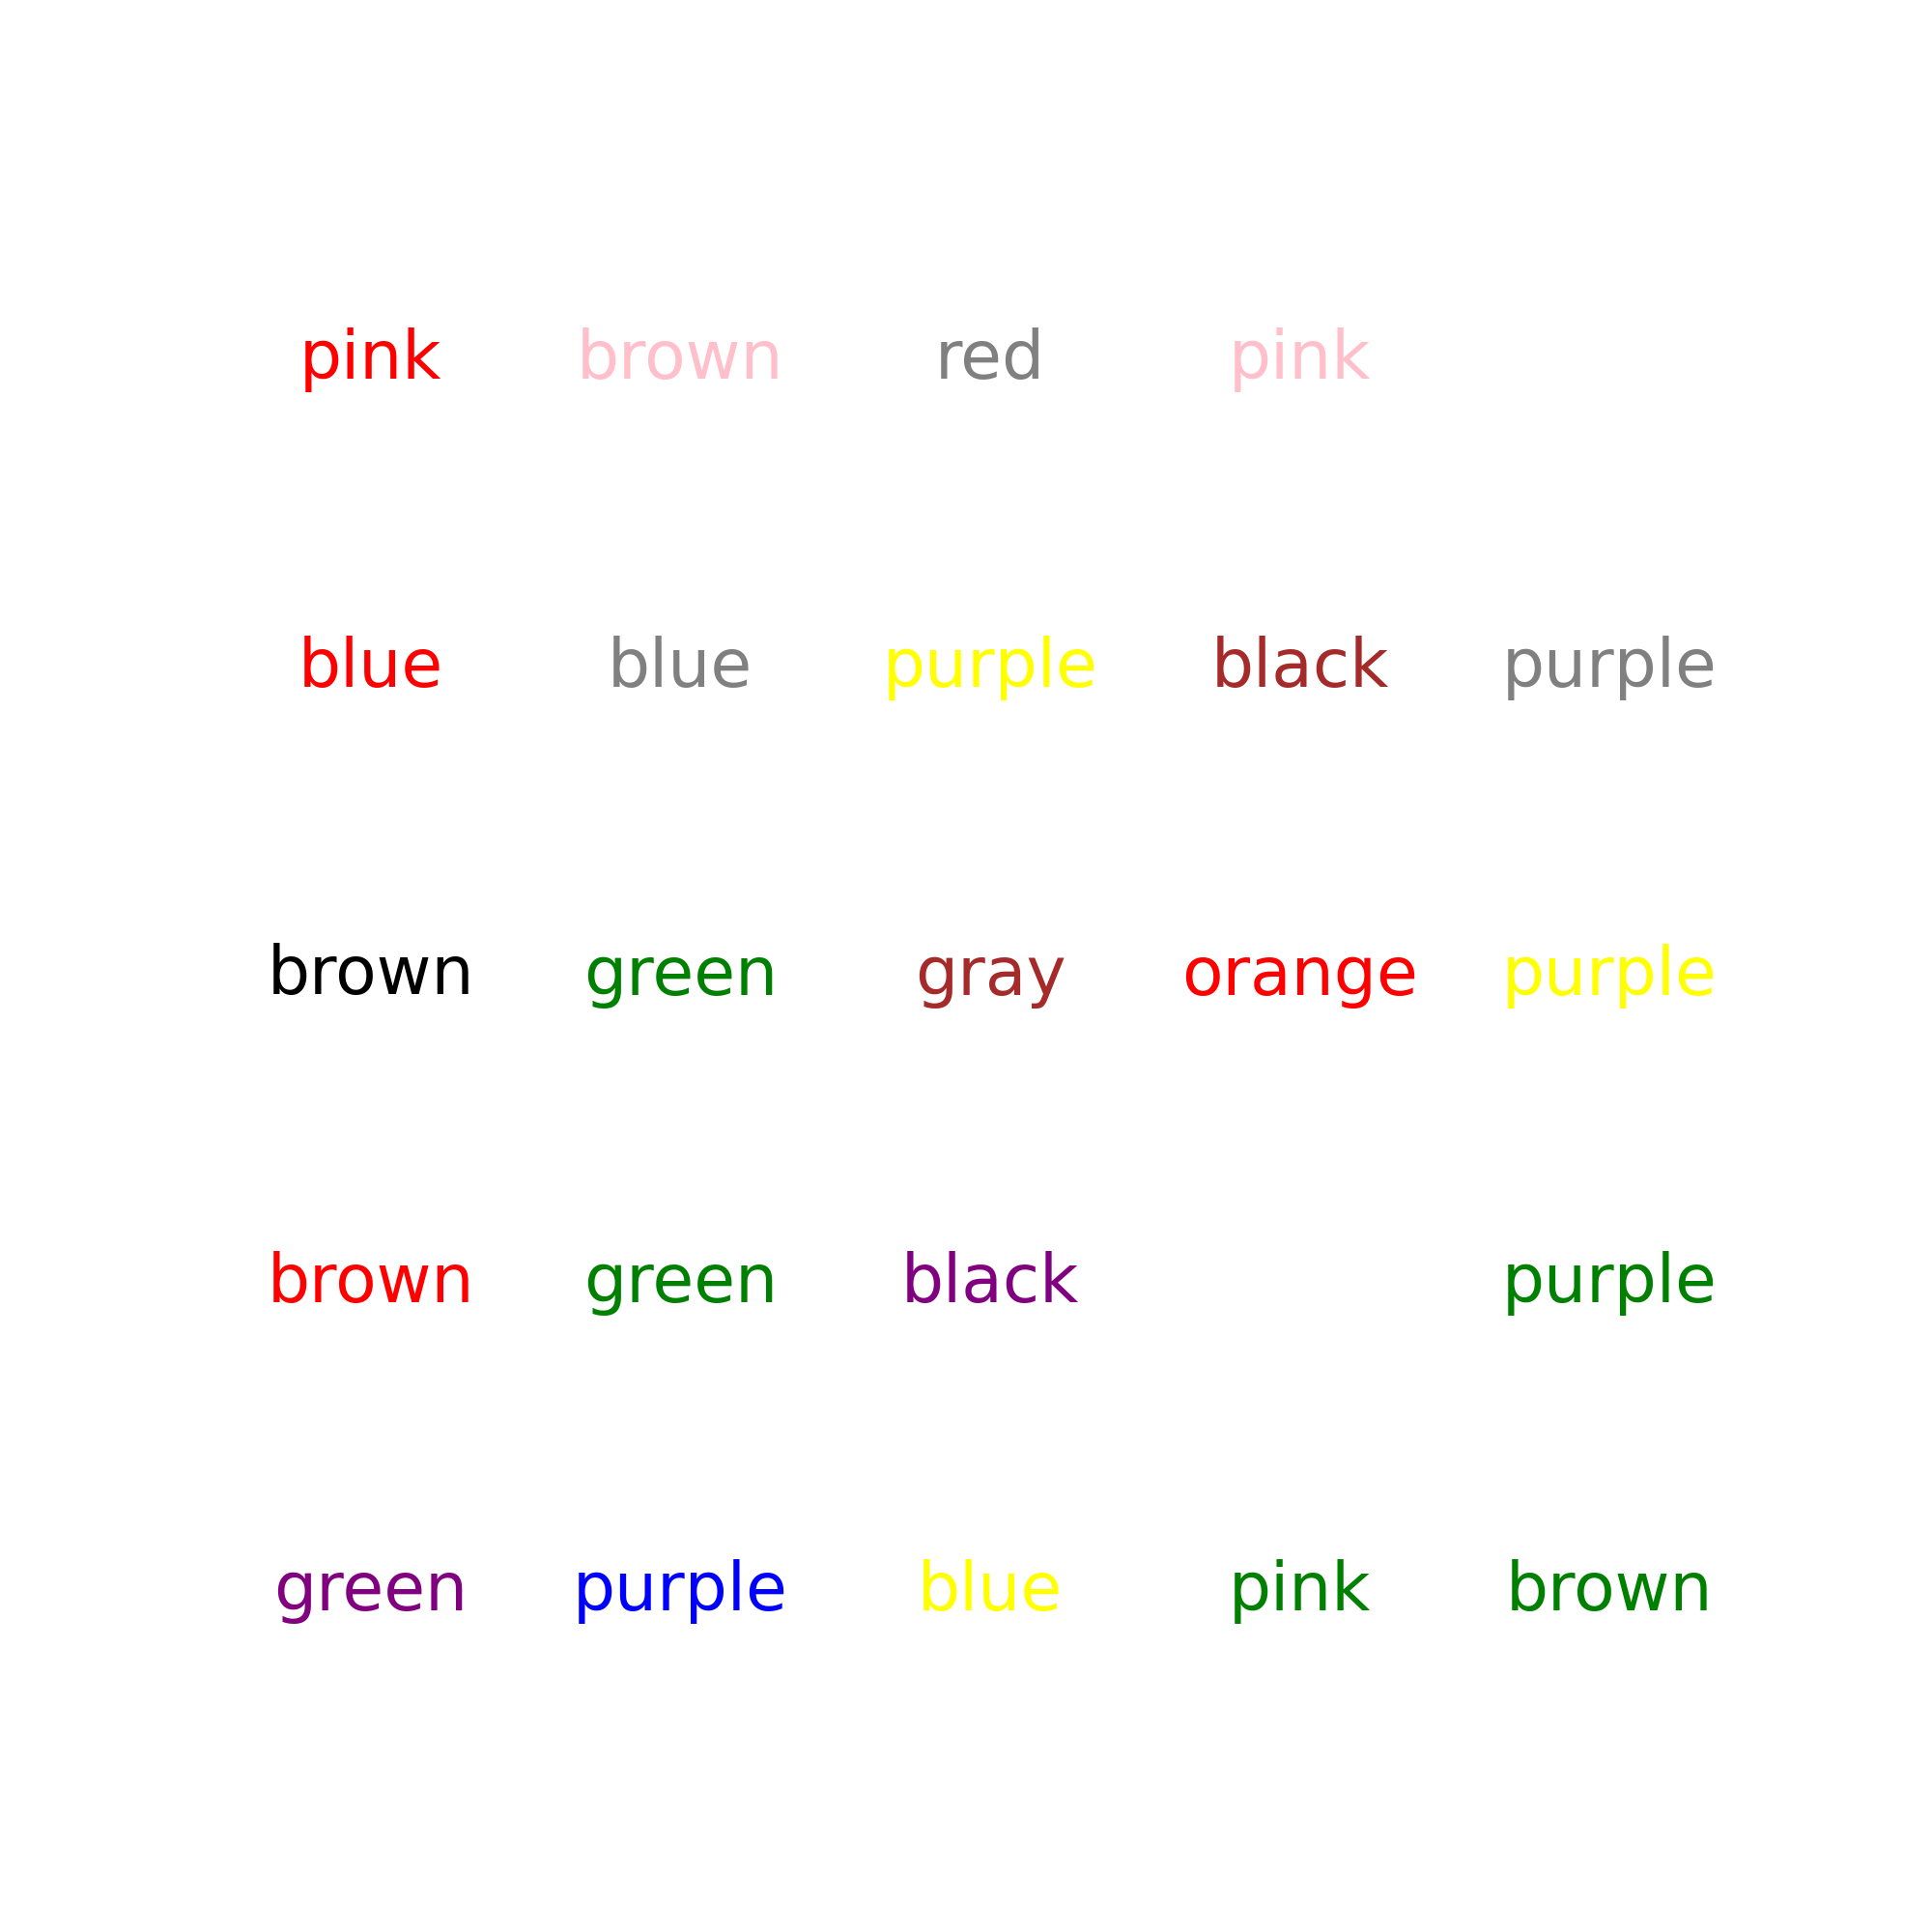 pink brown red pink
blue blue purple black purple
brown green gray orange purple
brown green black purple
green purple blue pink brown